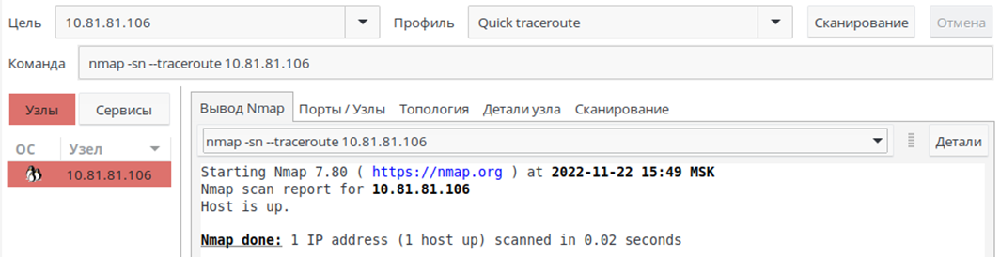 Цель 10.81.81.106 Профиль Quick traceroute Сканирование Отмена
Команда nmap -sn --traceroute 10.81.81.106
Узлы Сервисы Вывод Nmap Порты / Узлы Топология Детали узла Сканирование
ОС Узел nmap -sn --traceroute 10.81.81.106 Детали
10.81.81.106 Starting Nmap 7.80 ( https://nmap.org ) at 2022-11-22 15:49 MSK
Nmap scan report for 10.81.81.106
Host is up.
Nmap done: 1 IP address (1 host up) scanned in 0.02 seconds